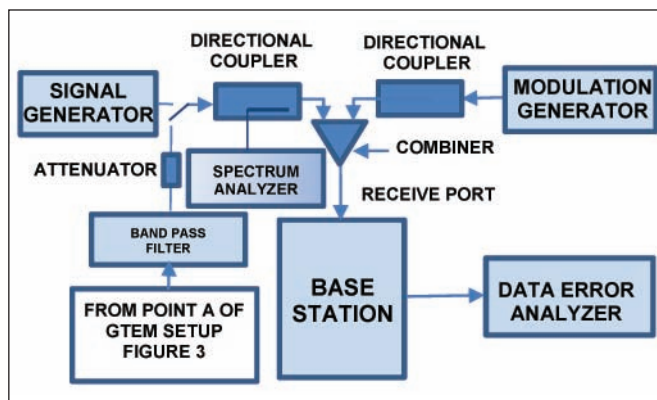 DIRECTIONAL
COUPLER
DIRECTIONAL
COUPLER
SIGNAL
GENERATOR
MODULATION
GENERATOR
ATTENUATOR
SPECTRUM
ANALYZER
COMBINER
RECEIVE PORT
BAND PASS
FILTER
FROM POINT A OF
GTEM SETUP
FIGURE 3
BASE
STATION
DATA ERROR
ANALYZER